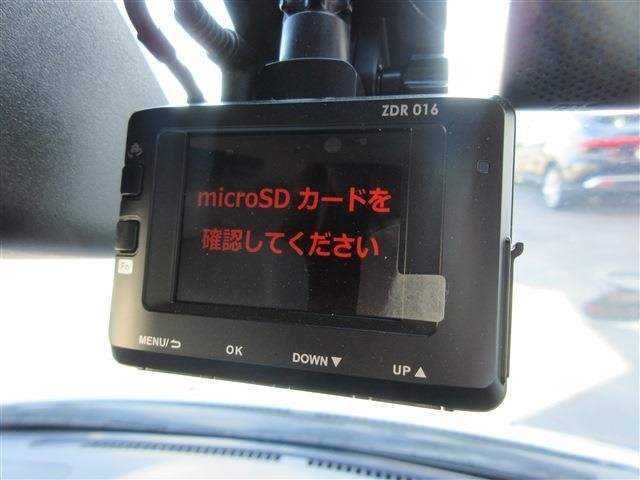 ZDR 016
microSD カードを
確認してください
Fn
MENU/⮌
OK
DOWN▼
UP▲